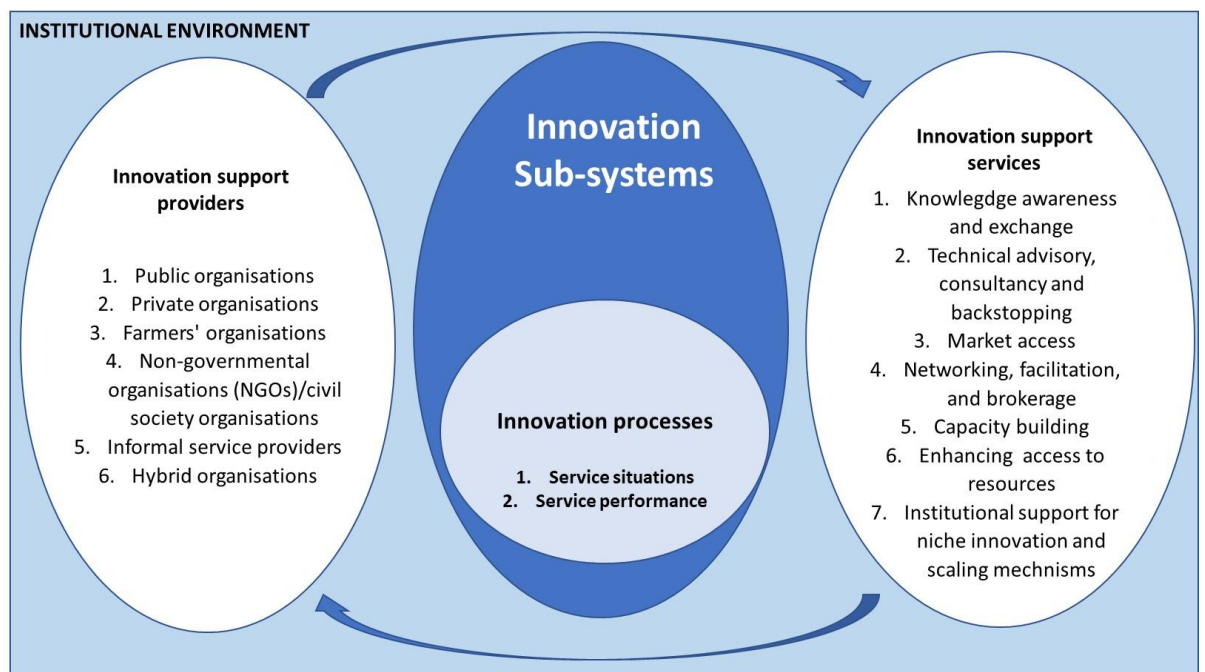 INSTITUTIONAL ENVIRONMENT
Innovation support
providers
1. Public organisations
2. Private organisations
3. Farmers' organisations
4. Non-governmental
organisations (NGOs)/civil
society organisations
5. Informal service providers
6. Hybrid organisations
Innovation
Sub-systems
Innovation processes
1. Service situations
2. Service performance
Innovation support
services
1. Knowlegdge awareness
and exchange
2. Technical advisory,
consultancy and
backstopping
3. Market access
4. Networking, facilitation,
and brokerage
5. Capacity building
6. Enhancing access to
resources
7. Institutional support for
niche innovation and
scaling mechnisms